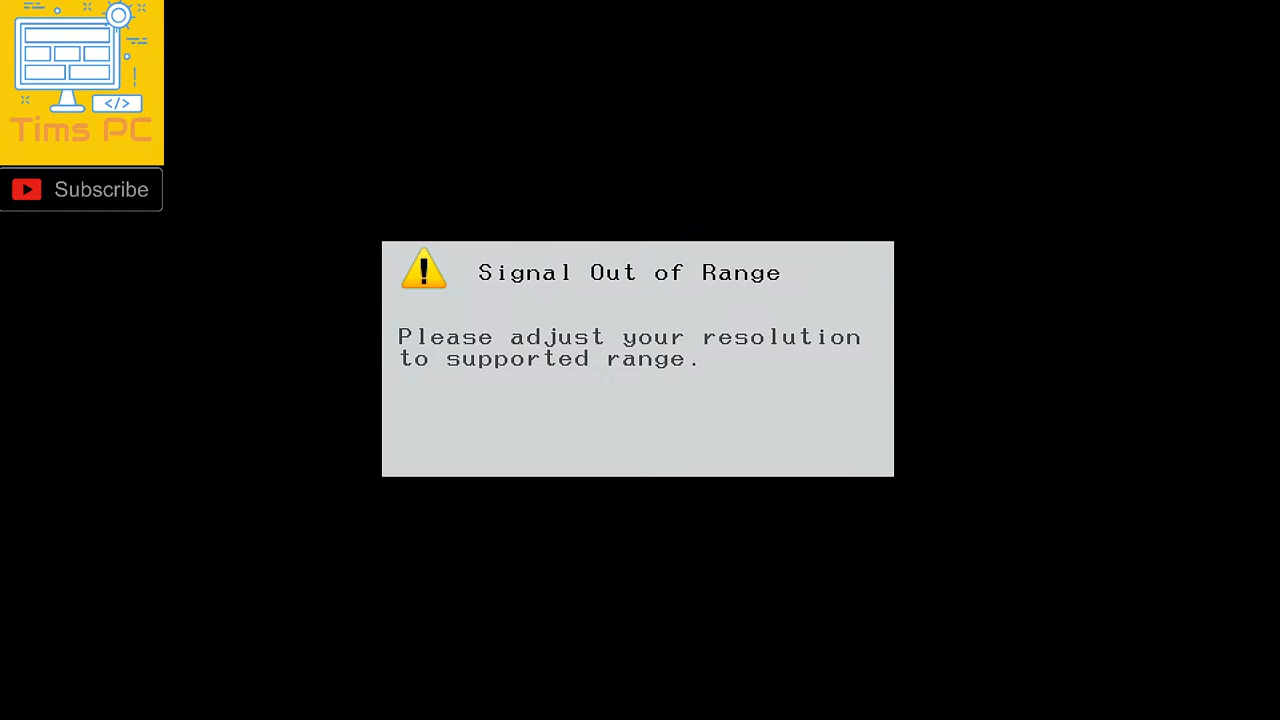 </>
Tims PC
Subscribe
Signal Out of Range
Please adjust your resolution
to supported range.